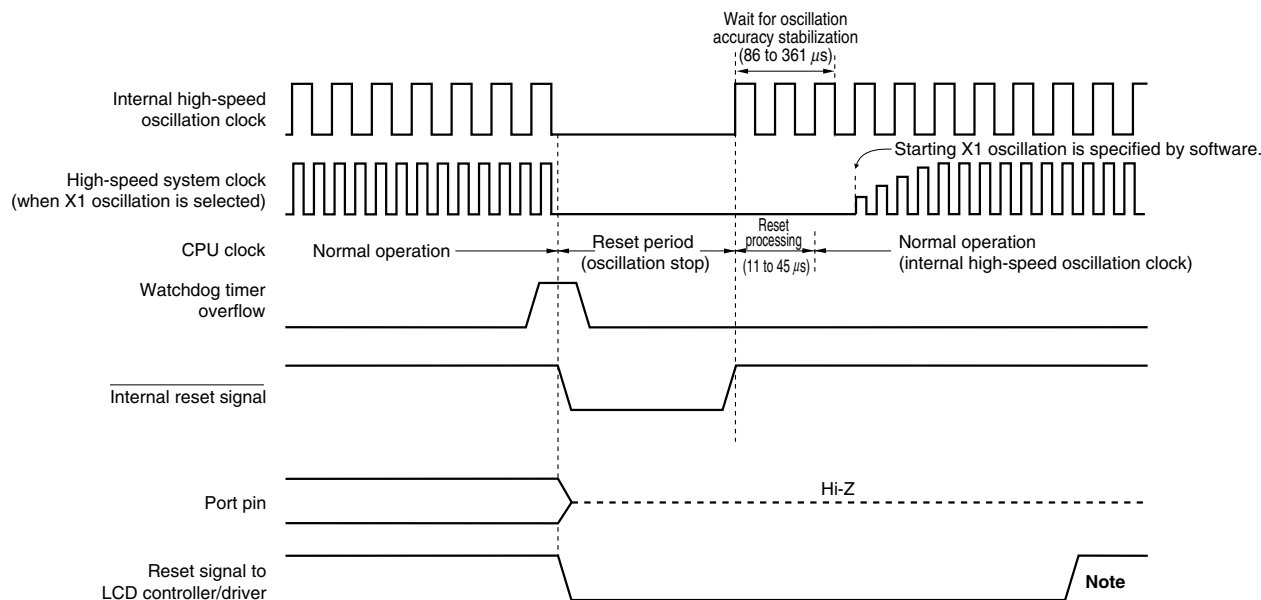 Wait for oscillation
accuracy stabilization
(86 to 361 μs)
Internal high-speed
oscillation clock
Starting X1 oscillation is specified by software.
High-speed system clock
(when X1 oscillation is selected)
CPU clock
Normal operation
Reset period
(oscillation stop)
Reset
processing
(11 to 45 μs)
Normal operation
(internal high-speed oscillation clock)
Watchdog timer
overflow
Internal reset signal
Hi-Z
Port pin
Reset signal to
LCD controller/driver
Note